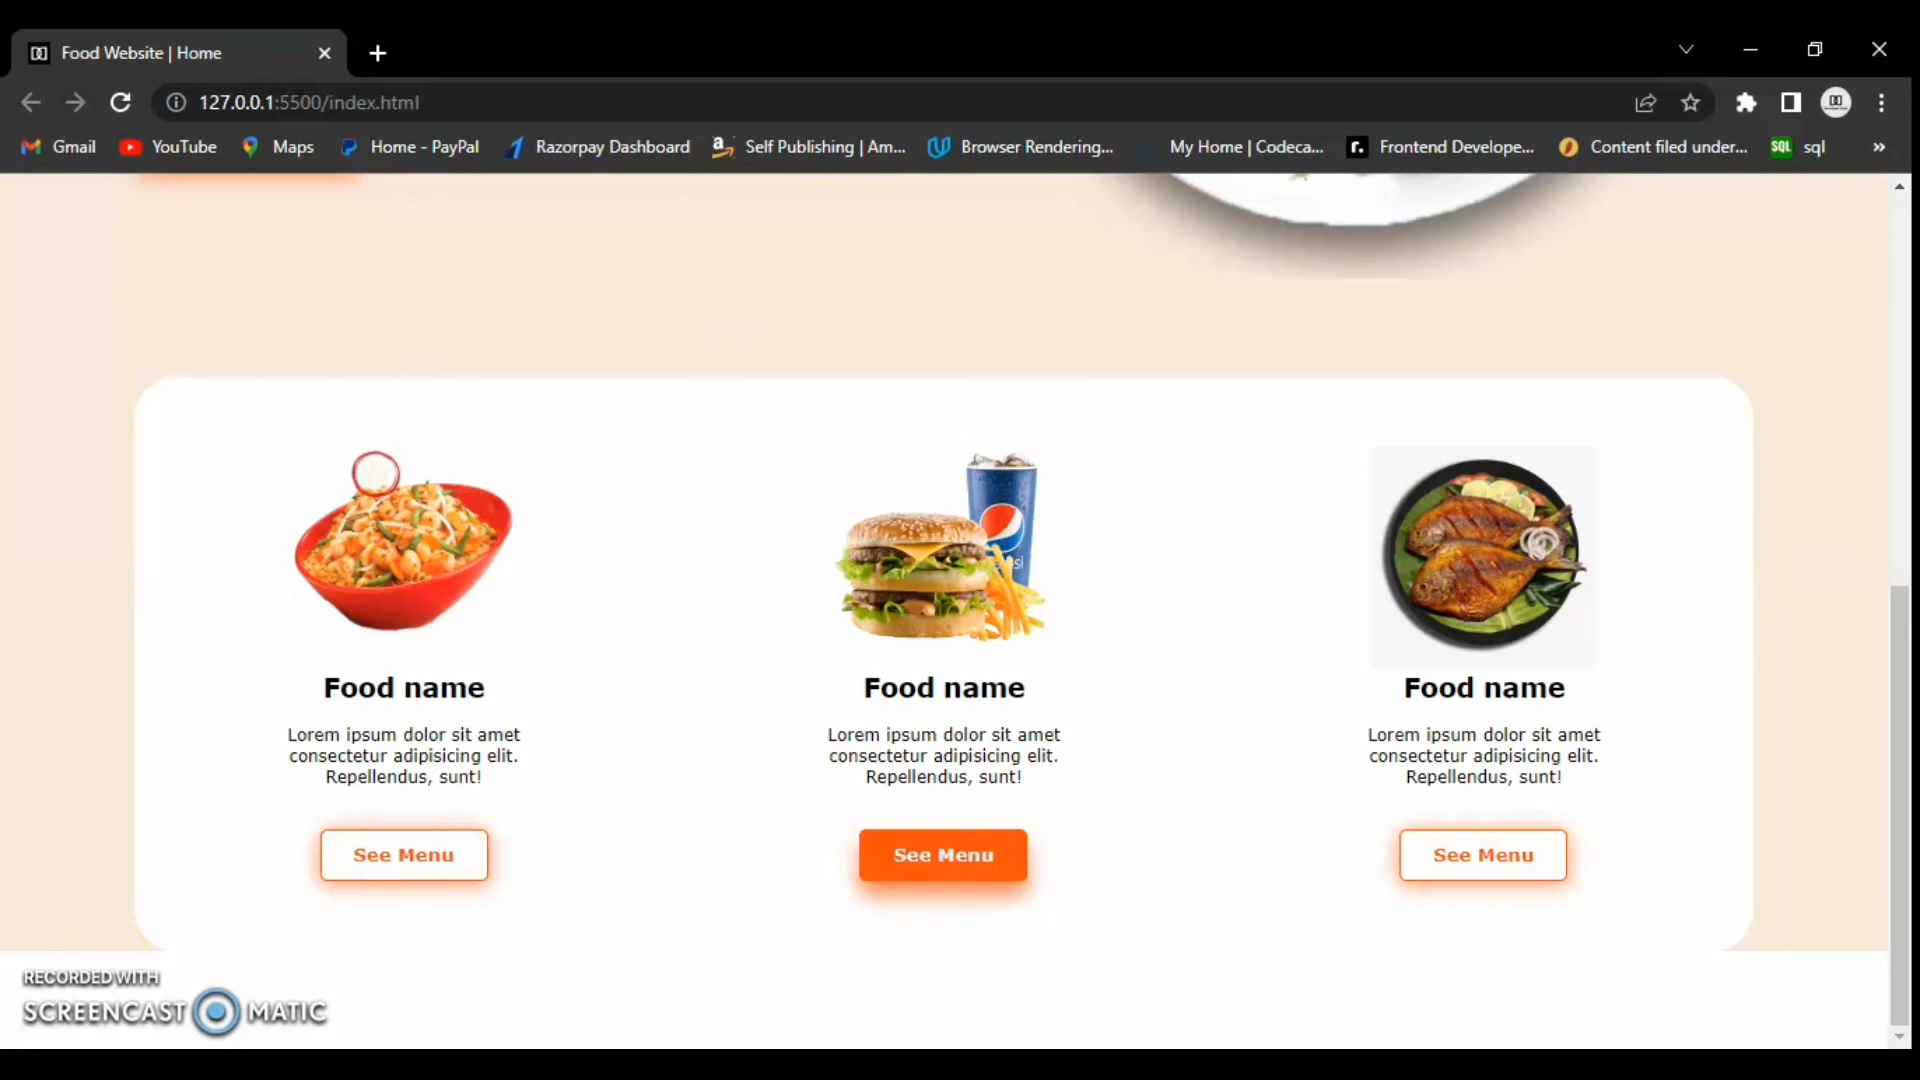 Food Website | Home
127.0.0.1:5500/index.html
Gmail YouTube Maps Home - PayPal Razorpay Dashboard Self Publishing | Am... Browser Rendering... My Home | Codeca... Frontend Develope... Content filed under... SQL sql »
Food name Food name Food name
Lorem ipsum dolor sit amet Lorem ipsum dolor sit amet Lorem ipsum dolor sit amet
consectetur adipisicing elit. consectetur adipisicing elit. consectetur adipisicing elit.
Repellendus, sunt! Repellendus, sunt! Repellendus, sunt!
See Menu See Menu See Menu
RECORDED WITH
SCREENCAST MATIC